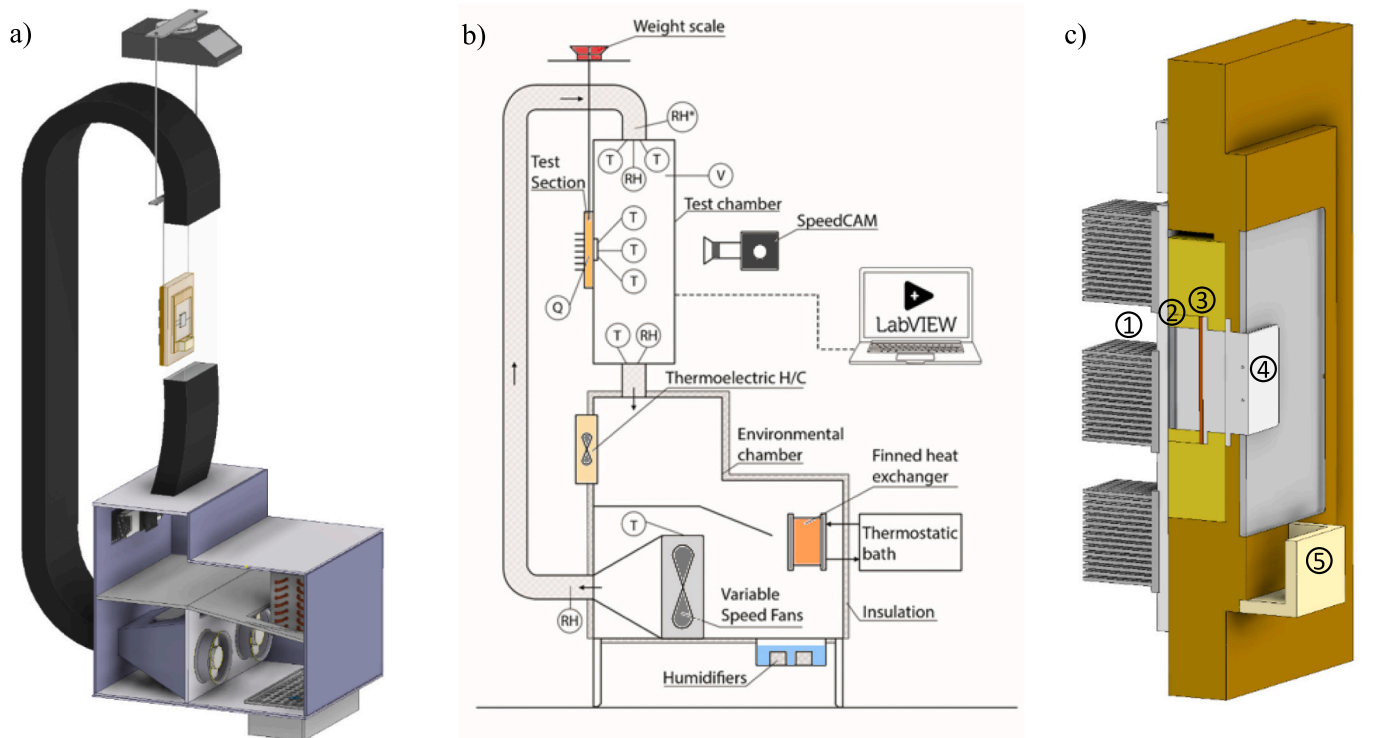 a)
b)
c)
Weight scale
RH*
T
T
RH
V
Test
Section
Test chamber
T
T
T
SpeedCAM
Q
LabVIEW
T
RH
Thermoelectric H/C
Environmental
chamber
Finned heat
exchanger
T
Thermostatic
bath
Variable
Speed Fans
Insulation
RH
Humidifiers
①
②
③
④
⑤